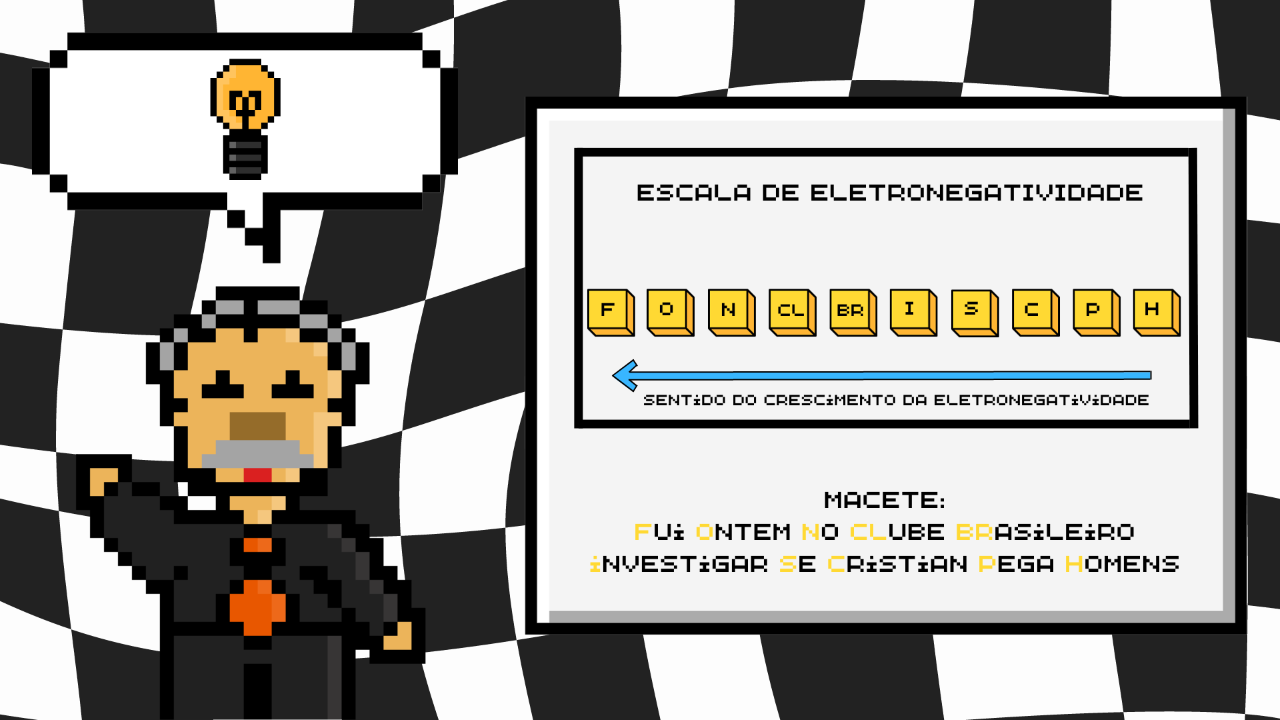 ESCALA DE ELETRONEGATIVIDADE
F O N CL BR I S C P H
SENTiDO DO CRESCiMENTO DA ELETRONEGATiViDADE
MACETE:
FUi ONTEM NO CLUBE BRASiLEiRO
iNVESTiGAR SE CRiSTiAN PEGA HOMENS